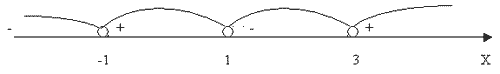 - + - +
-1 1 3 X